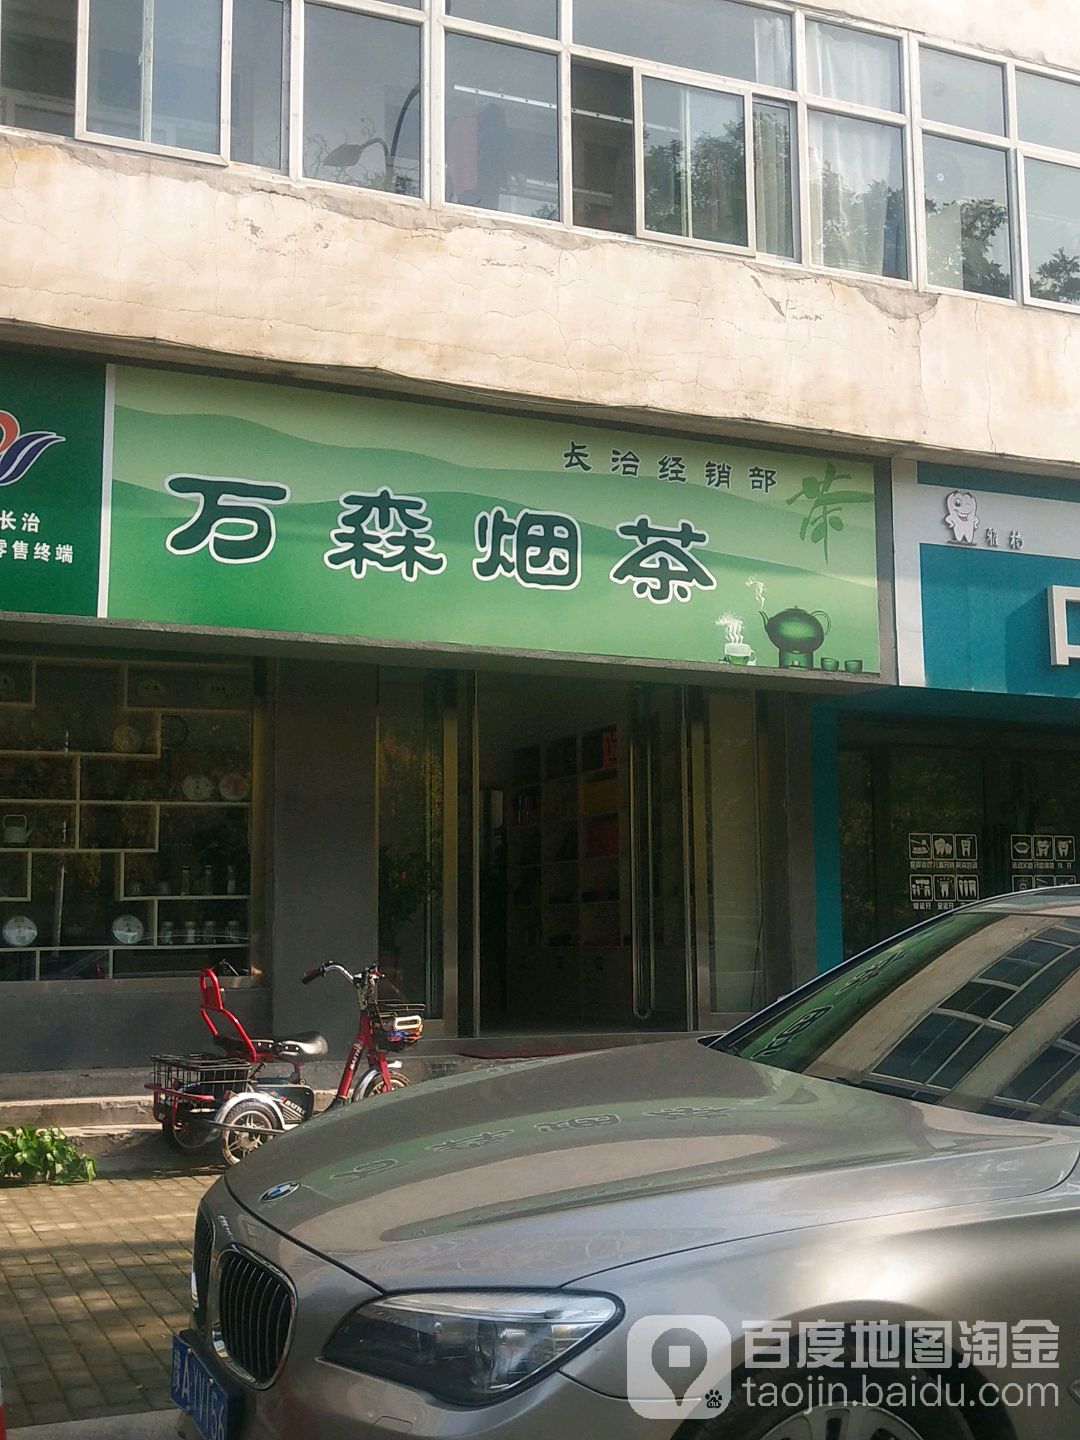 长治经销部
茶
万森烟茶
长治
零售终端
雅柏
百度地图淘金
taojin.baidu.com